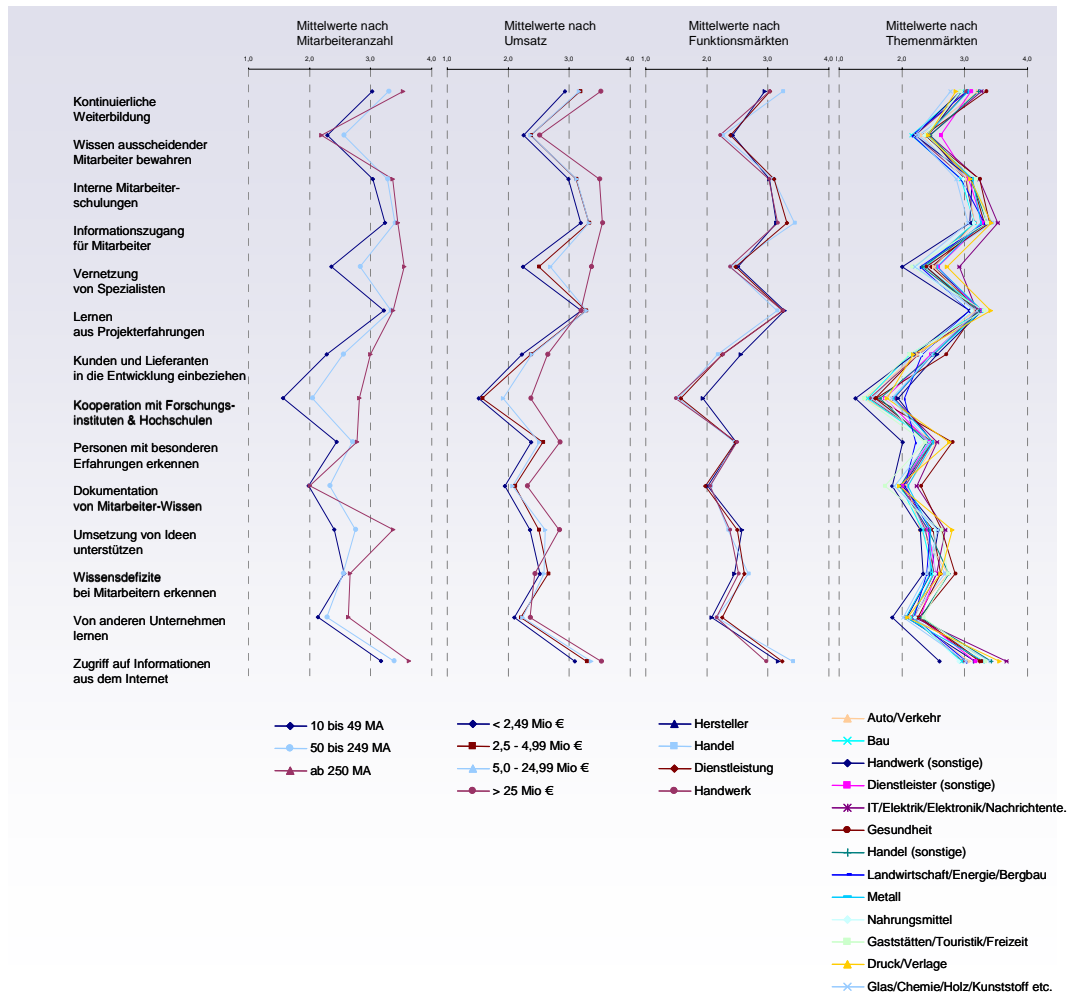 Mittelwerte nach
Mitarbeiteranzahl
Mittelwerte nach
Umsatz
Mittelwerte nach
Funktionsmärkten
Mittelwerte nach
Themenmärkten
1,0 2,0 3,0 4,0
1,0 2,0 3,0 4,0
1,0 2,0 3,0 4,0
1,0 2,0 3,0 4,0
Kontinuierliche
Weiterbildung
Wissen ausscheidender
Mitarbeiter bewahren
Interne Mitarbeiter-
schulungen
Informationszugang
für Mitarbeiter
Vernetzung
von Spezialisten
Lernen
aus Projekterfahrungen
Kunden und Lieferanten
in die Entwicklung einbeziehen
Kooperation mit Forschungs-
instituten & Hochschulen
Personen mit besonderen
Erfahrungen erkennen
Dokumentation
von Mitarbeiter-Wissen
Umsetzung von Ideen
unterstützen
Wissensdefizite
bei Mitarbeitern erkennen
Von anderen Unternehmen
lernen
Zugriff auf Informationen
aus dem Internet
10 bis 49 MA
50 bis 249 MA
ab 250 MA
< 2,49 Mio €
2,5 - 4,99 Mio €
5,0 - 24,99 Mio €
> 25 Mio €
Hersteller
Handel
Dienstleistung
Handwerk
Auto/Verkehr
Bau
Handwerk (sonstige)
Dienstleister (sonstige)
IT/Elektrik/Elektronik/Nachrichtente.
Gesundheit
Handel (sonstige)
Landwirtschaft/Energie/Bergbau
Metall
Nahrungsmittel
Gaststätten/Touristik/Freizeit
Druck/Verlage
Glas/Chemie/Holz/Kunststoff etc.